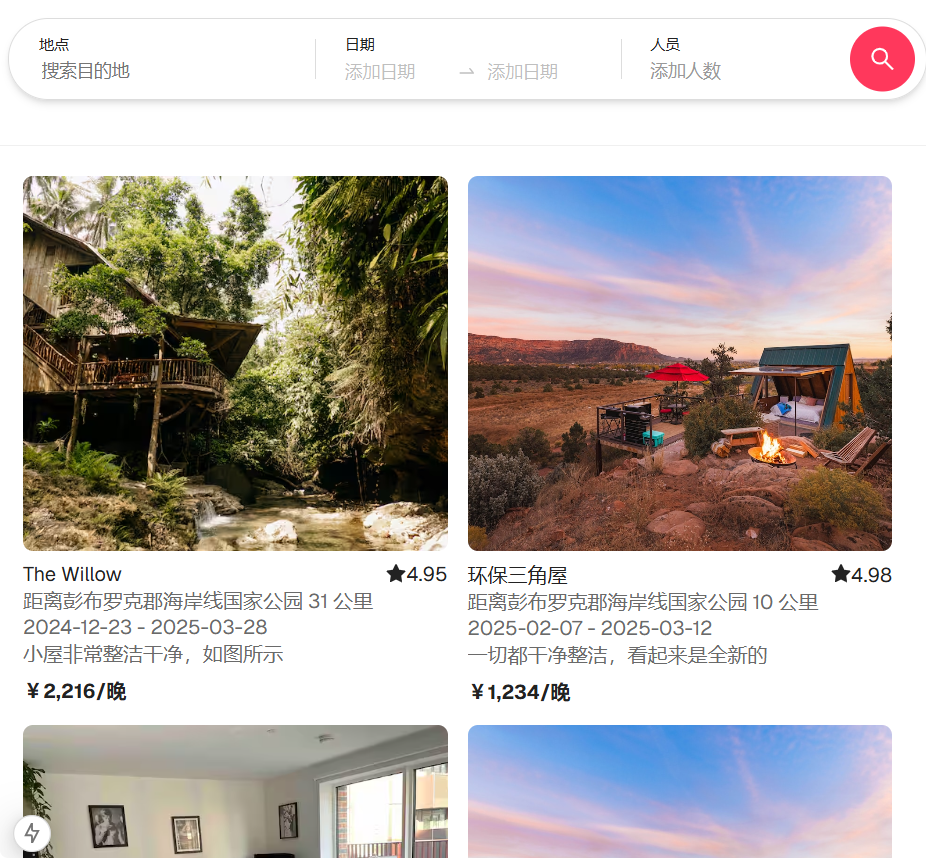 地点
日期
人员
搜索目的地
添加日期
添加日期
添加人数
The Willow
4.95
距离彭布罗克郡海岸线国家公园 31 公里
2024-12-23 - 2025-03-28
小屋非常整洁干净，如图所示
¥2,216/晚
环保三角屋
4.98
距离彭布罗克郡海岸线国家公园 10 公里
2025-02-07 - 2025-03-12
一切都干净整洁，看起来是全新的
¥1,234/晚